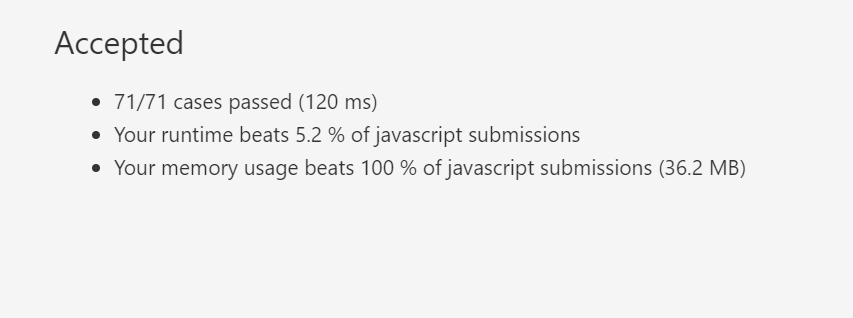 Accepted
71/71 cases passed (120 ms)
Your runtime beats 5.2 % of javascript submissions
Your memory usage beats 100 % of javascript submissions (36.2 MB)